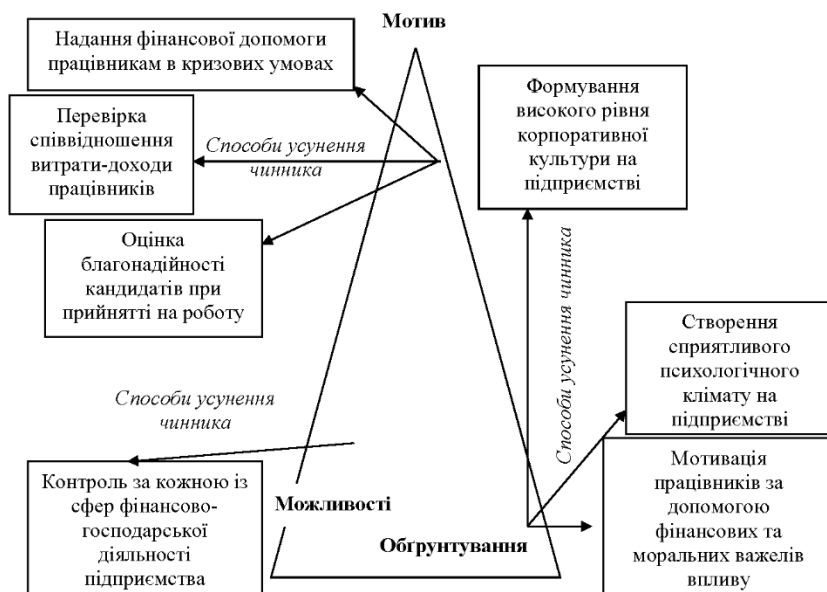 Мотив
Надання фінансової допомоги
працівникам в кризових умовах
Перевірка
співвідношення
витрати-доходи
працівників
Способи усунення
чинника
Оцінка
благонадійності
кандидатів при
прийнятті на роботу
Формування
високого рівня
корпоративної
культури на
підприємстві
Способи усунення чинника
Створення
сприятливого
психологічного
клімату на
підприємстві
Способи усунення
чинника
Контроль за кожною із
сфер фінансово-
господарської
діяльності
підприємства
Можливості
Обґрунтування
Мотивація
працівників за
допомогою
фінансових та
моральних важелів
впливу